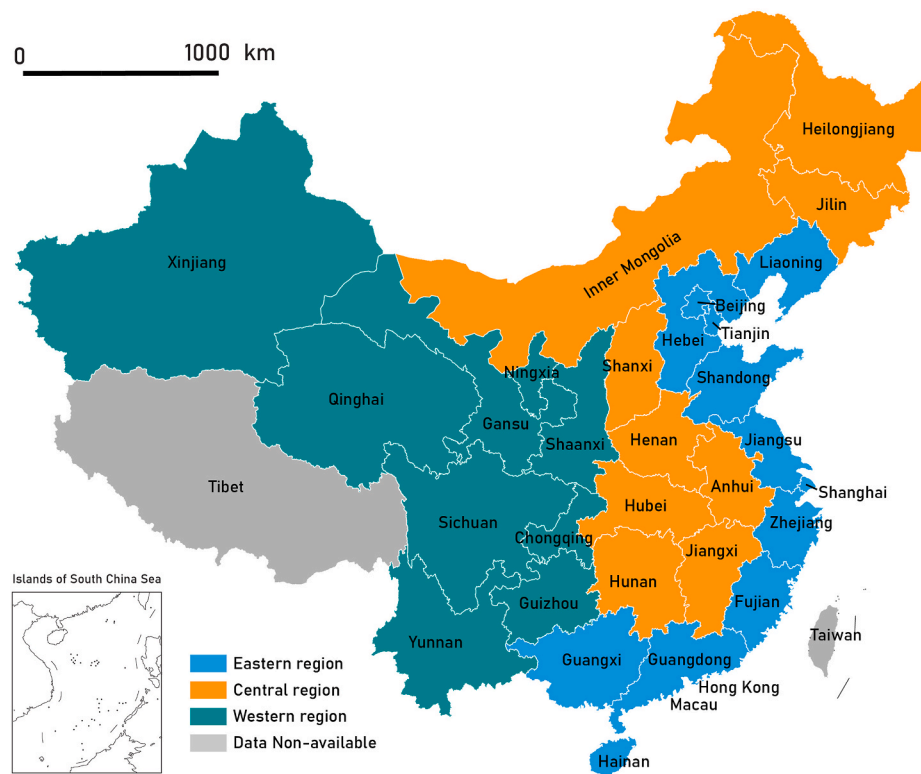 0 1000 km
Heilongjiang
Jilin
Xinjiang
Inner Mongolia
Liaoning
Beijing
Tianjin
Hebei
Shanxi
Ningxia
Shandong
Qinghai
Gansu
Shaanxi
Henan
Jiangsu
Tibet
Anhui
Shanghai
Hubei
Sichuan
Zhejiang
Chongqing
Jiangxi
Islands of South China Sea
Hunan
Guizhou
Fujian
Taiwan
Yunnan
Guangxi
Guangdong
Hong Kong
Macau
Hainan
Eastern region
Central region
Western region
Data Non-available